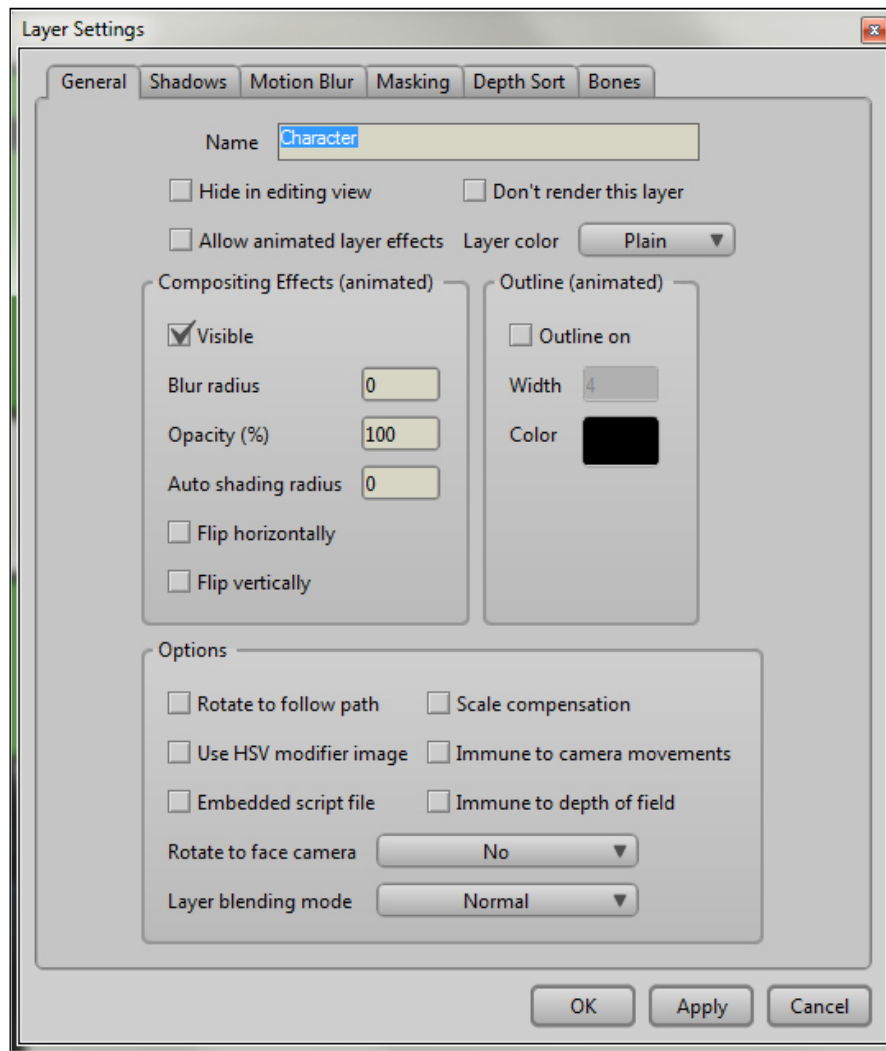 Layer Settings
General Shadows Motion Blur Masking Depth Sort Bones
Name Character
Hide in editing view Don't render this layer
Allow animated layer effects Layer color Plain
Compositing Effects (animated) Outline (animated)
Visible Outline on
Blur radius 0 Width 4
Opacity (%) 100 Color
Auto shading radius 0
Flip horizontally
Flip vertically
Options
Rotate to follow path Scale compensation
Use HSV modifier image Immune to camera movements
Embedded script file Immune to depth of field
Rotate to face camera No
Layer blending mode Normal
OK Apply Cancel